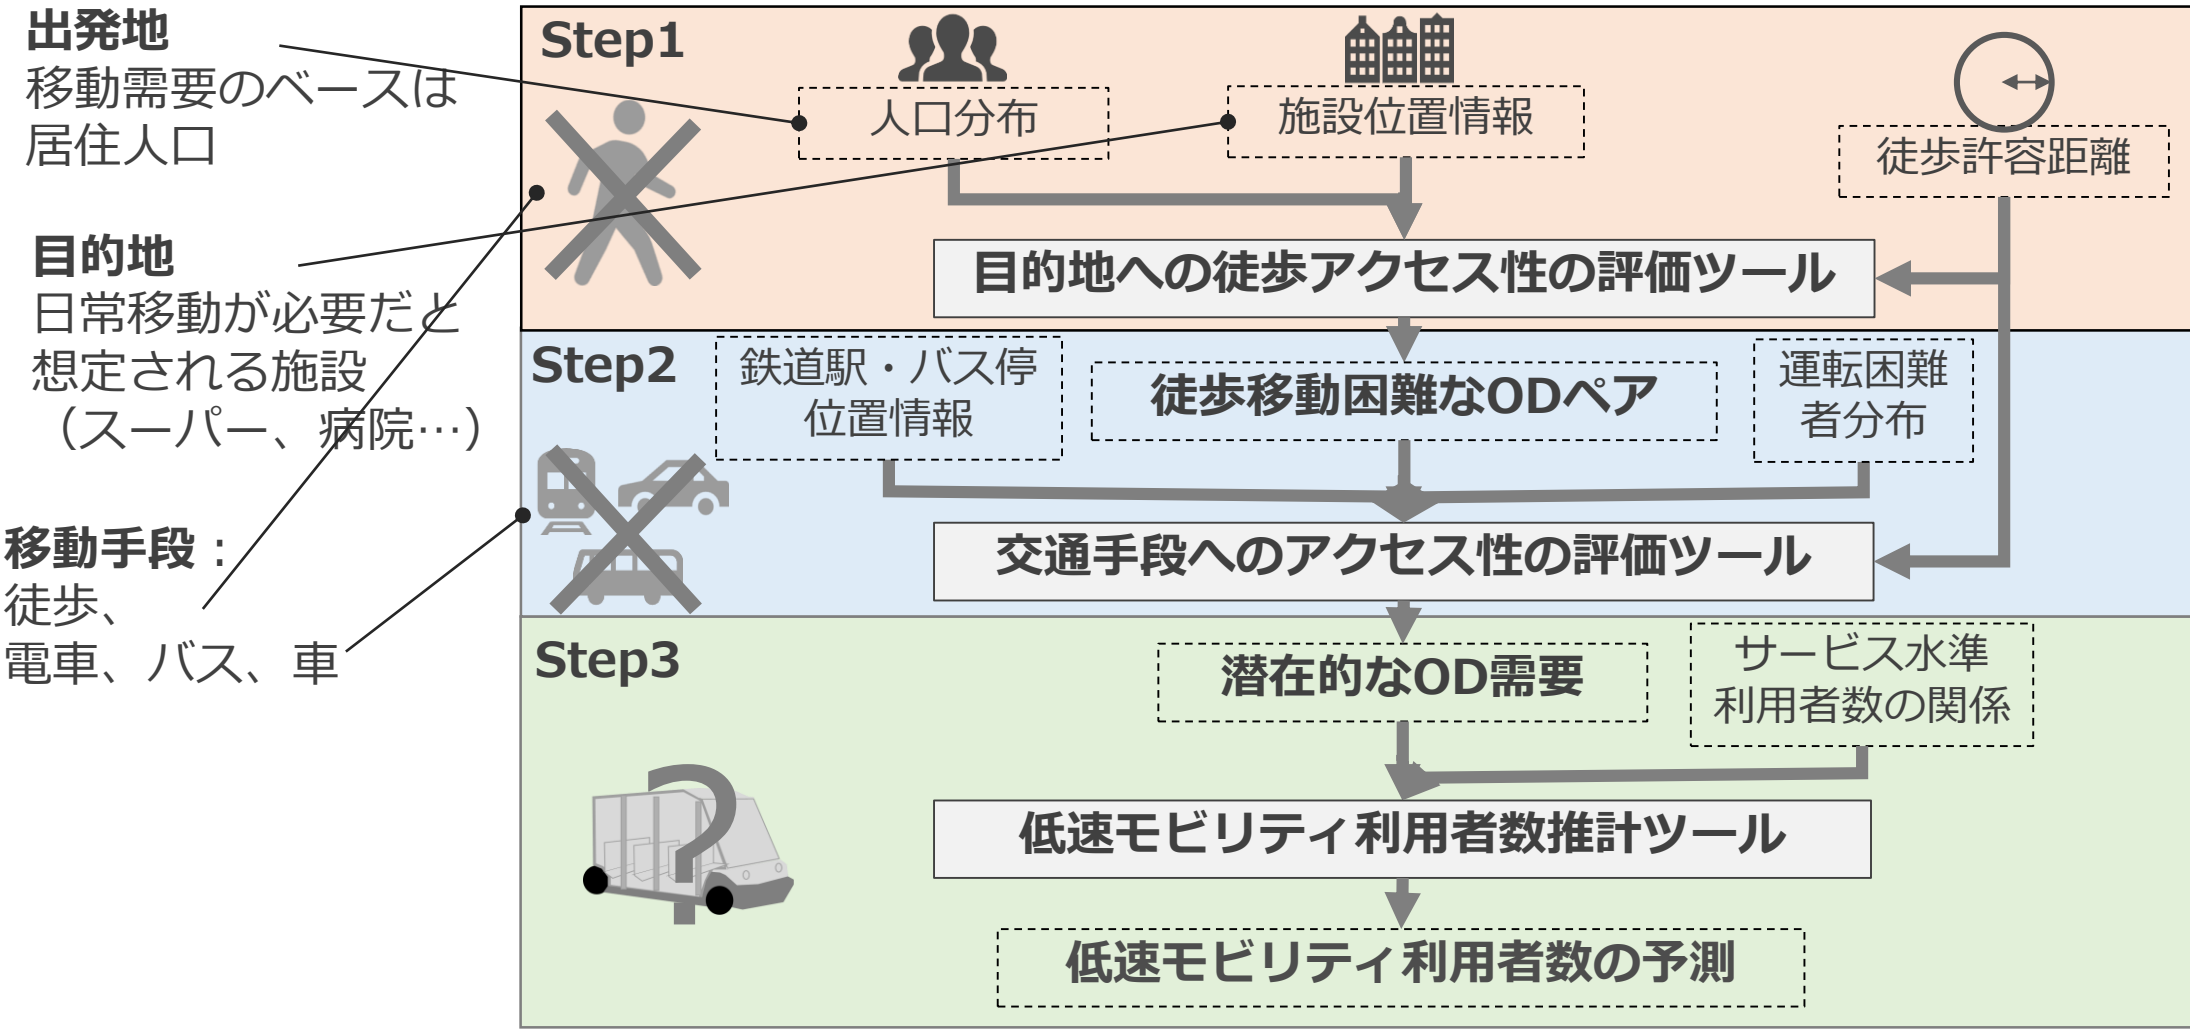 出発地
移動需要のベースは
居住人口
目的地
日常移動が必要だと
想定される施設
（スーパー、病院…）
移動手段：
徒歩、
電車、バス、車
Step1
人口分布
施設位置情報
徒歩許容距離
目的地への徒歩アクセス性の評価ツール
Step2
鉄道駅・バス停
位置情報
徒歩移動困難なODペア
運転困難
者分布
交通手段へのアクセス性の評価ツール
Step3
潜在的なOD需要
サービス水準
利用者数の関係
?
低速モビリティ利用者数推計ツール
低速モビリティ利用者数の予測